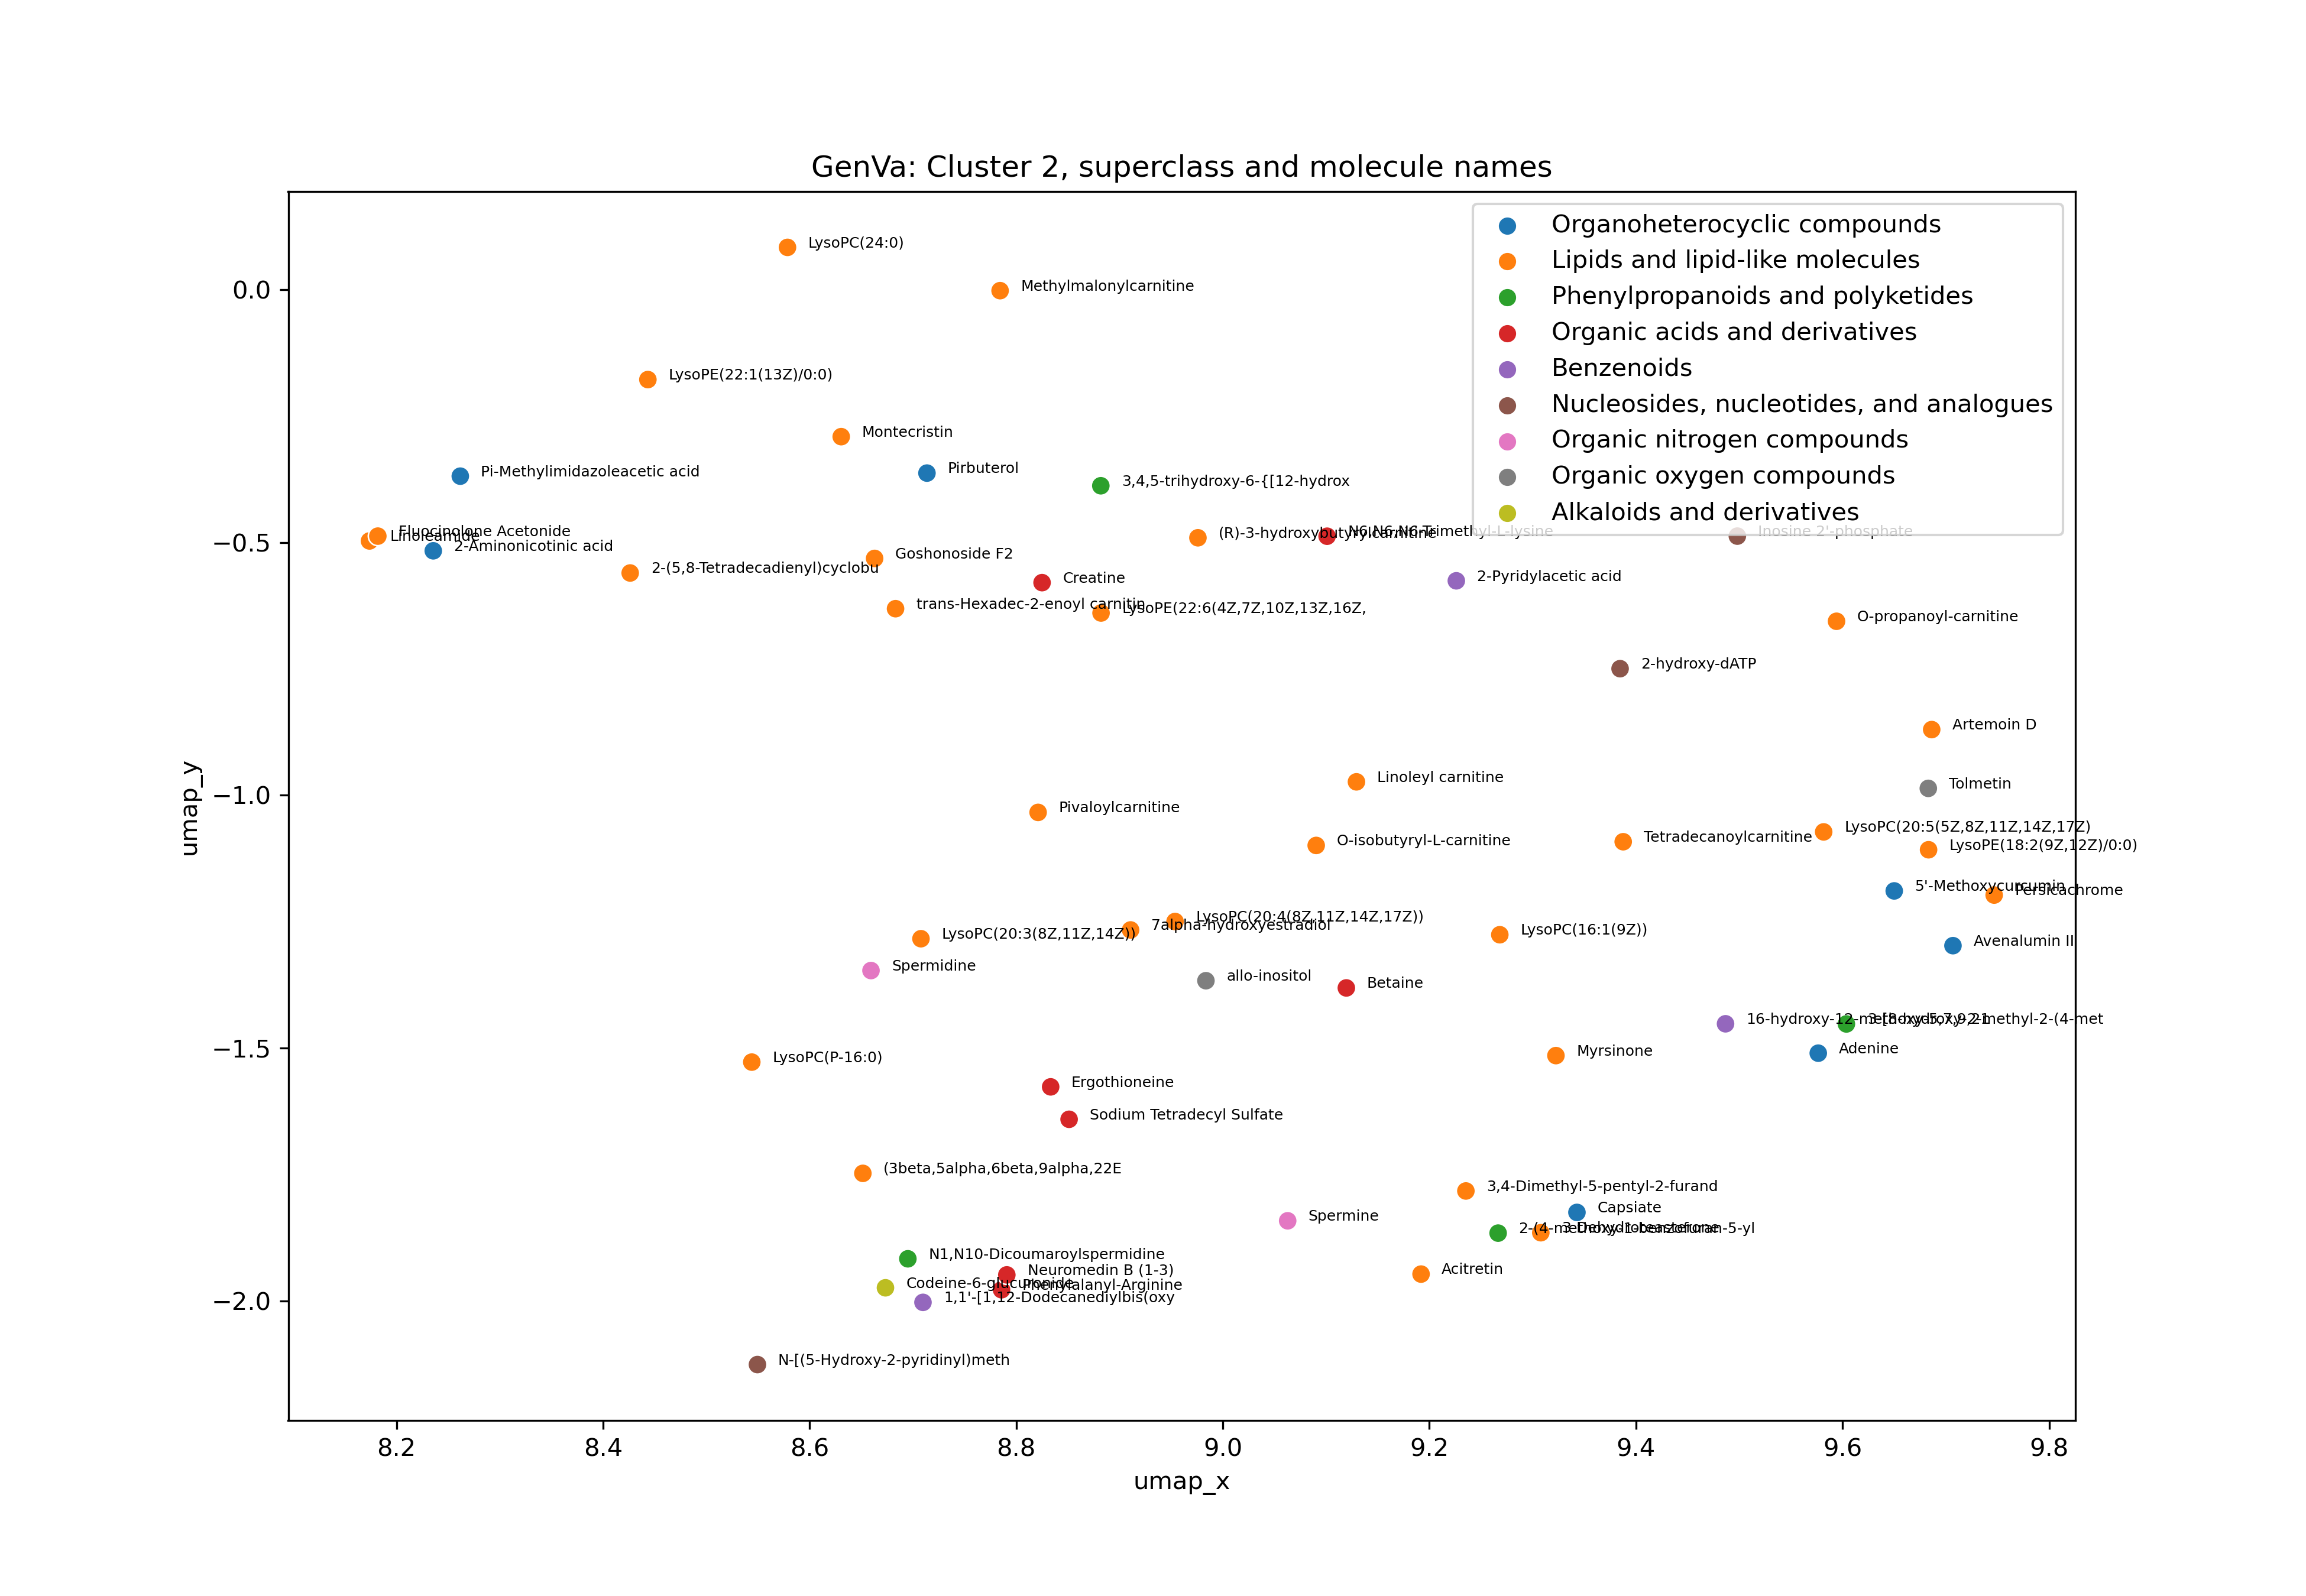 GenVa: Cluster 2, superclass and molecule names
Organoheterocyclic compounds
Lipids and lipid-like molecules
Phenylpropanoids and polyketides
Organic acids and derivatives
Benzenoids
Nucleosides, nucleotides, and analogues
Organic nitrogen compounds
Organic oxygen compounds
Alkaloids and derivatives
LysoPC(24:0)
Methylmalonylcarnitine
LysoPE(22:1(13Z)/0:0)
Montecristin
Pi-Methylimidazoleacetic acid
Pirbuterol
3,4,5-trihydroxy-6-{[12-hydrox
Fluocinolone Acetonide
Linoleamide
2-Aminonicotinic acid
(R)-3-hydroxybutyrylcarnitine
N6,N6,N6-Trimethyl-L-lysine
Inosine 2'-phosphate
Goshonoside F2
2-(5,8-Tetradecadienyl)cyclobu
Creatine
2-Pyridylacetic acid
trans-Hexadec-2-enoyl carnitin
LysoPE(22:6(4Z,7Z,10Z,13Z,16Z,
O-propanoyl-carnitine
2-hydroxy-dATP
Artemoin D
Linoleyl carnitine
Tolmetin
Pivaloylcarnitine
O-isobutyryl-L-carnitine
Tetradecanoylcarnitine
LysoPC(20:5(5Z,8Z,11Z,14Z,17Z)
LysoPE(18:2(9Z,12Z)/0:0)
5'-Methoxycurcumin
Persicachrome
LysoPC(20:4(8Z,11Z,14Z,17Z))
7alpha-hydroxyestradiol
LysoPC(20:3(8Z,11Z,14Z))
LysoPC(16:1(9Z))
Avenalumin II
Spermidine
allo-inositol
Betaine
16-hydroxy-12-methoxy-5,7,9,21
3-[8-hydroxy-2-methyl-2-(4-met
Adenine
Myrsinone
LysoPC(P-16:0)
Ergothioneine
Sodium Tetradecyl Sulfate
(3beta,5alpha,6beta,9alpha,22E
3,4-Dimethyl-5-pentyl-2-furand
Capsiate
Spermine
2-(4-methoxy-1-benzofuran-5-yl
3-Dehydroteasterone
N1,N10-Dicoumaroylspermidine
Neuromedin B (1-3)
Acitretin
Codeine-6-glucuronide
Phenylalanyl-Arginine
1,1'-[1,12-Dodecanediylbis(oxy
N-[(5-Hydroxy-2-pyridinyl)meth
0.0
−0.5
−1.0
−1.5
−2.0
umap_y
8.2 8.4 8.6 8.8 9.0 9.2 9.4 9.6 9.8
umap_x